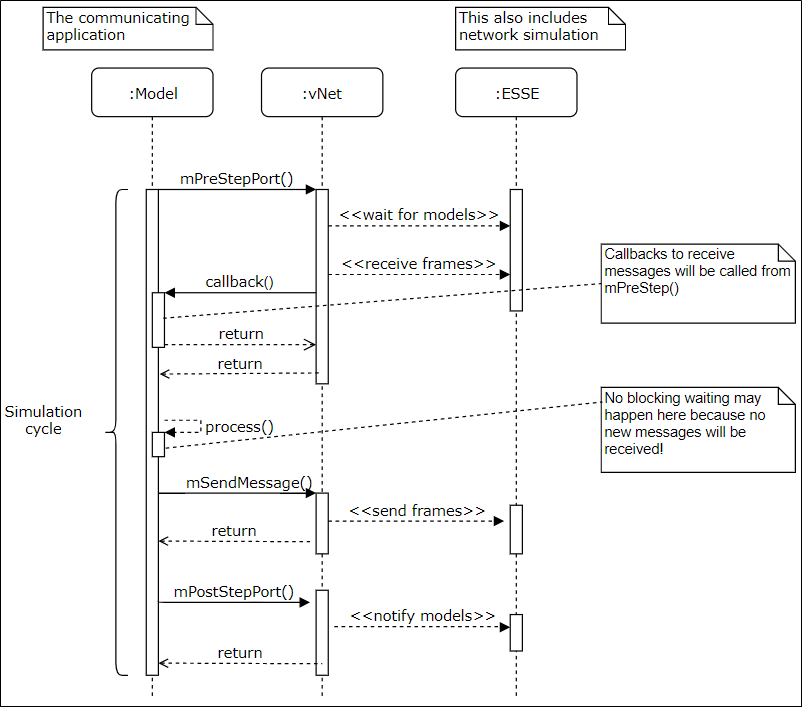 The communicating
application
This also includes
network simulation
:Model
:vNet
:ESSE
mPreStepPort()
<<wait for models>>
<<receive frames>>
Callbacks to receive
messages will be called from
mPreStep()
callback()
return
return
Simulation
cycle
process()
No blocking waiting may
happen here because no
new messages will be
received!
mSendMessage()
<<send frames>>
return
mPostStepPort()
<<notify models>>
return